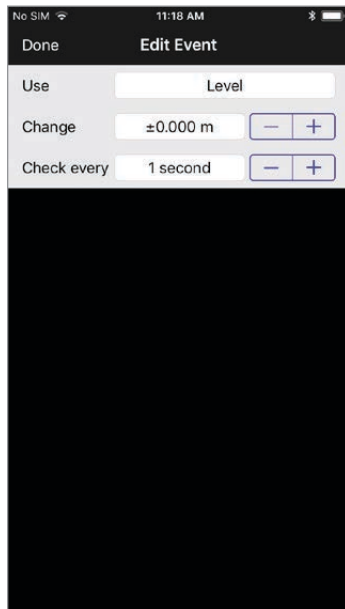 No SIM 11:18 AM
Done Edit Event
Use Level
Change ±0.000 m − +
Check every 1 second − +